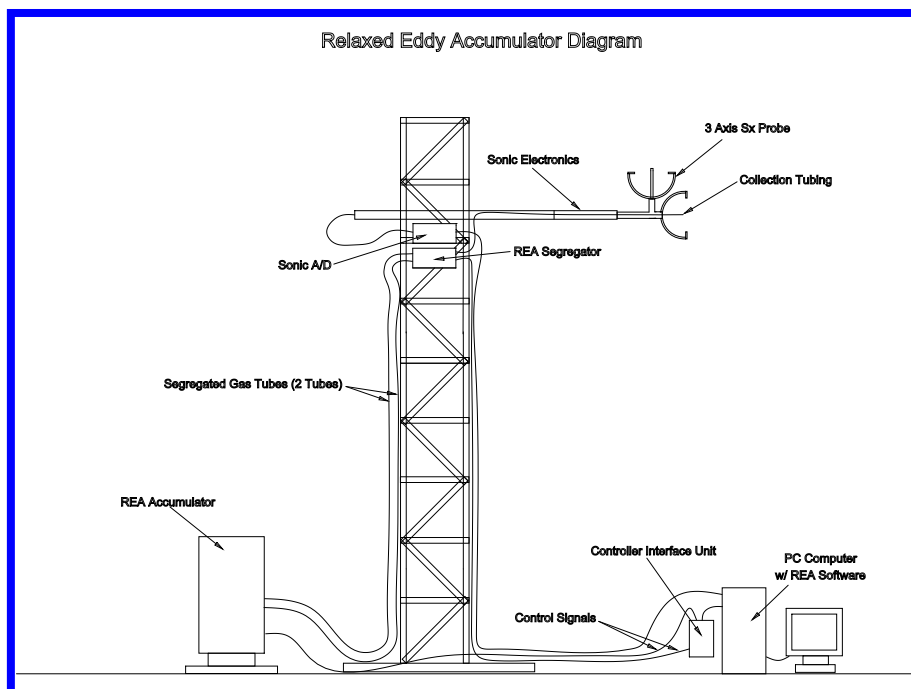 Relaxed Eddy Accumulator Diagram
3 Axis Sx Probe
Sonic Electronics
Collection Tubing
Sonic A/D
REA Segregator
Segregated Gas Tubes (2 Tubes)
REA Accumulator
Controller Interface Unit
PC Computer
w/ REA Software
Control Signals